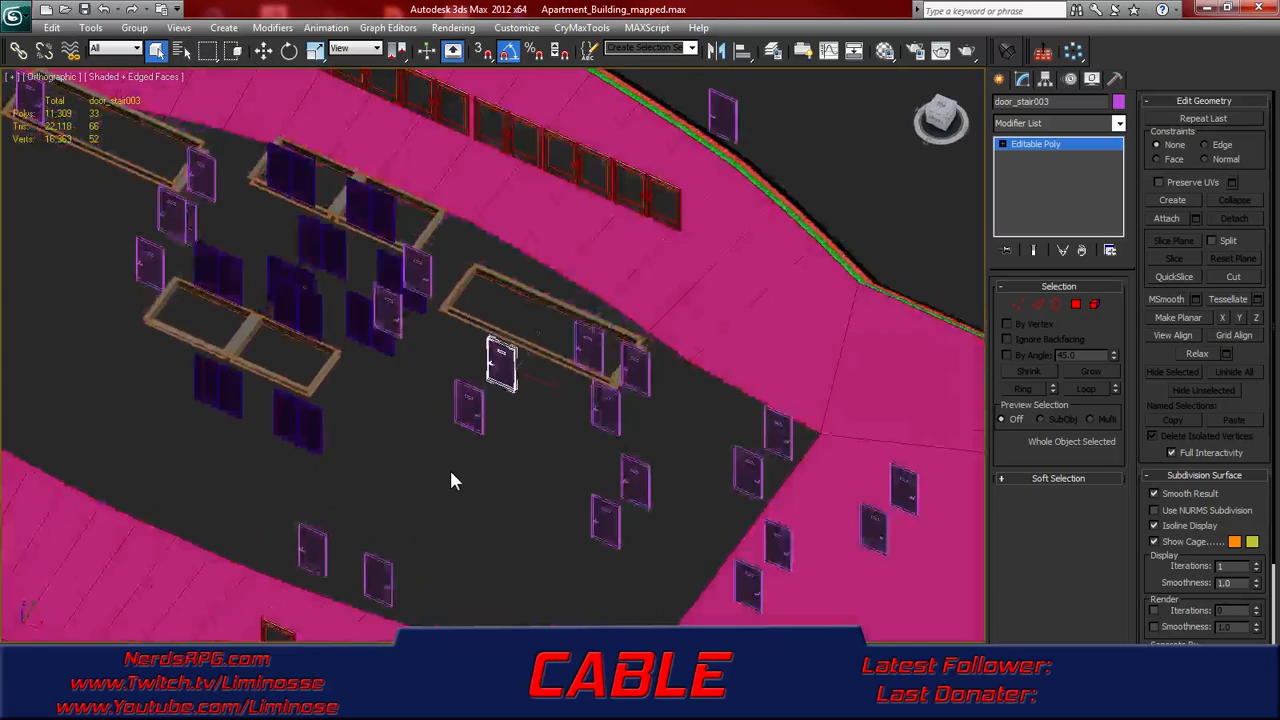 Autodesk 3ds Max 2012 x64 Apartment_Building_mapped.max
Type a keyword or phrase
Edit Tools Group Views Create Modifiers Animation Graph Editors Rendering Customize CryMaxTools MAXScript Help
All View Create Selection Se
[ + ] [ Orthographic ] [ Shaded + Edged Faces ]
Total door_stair003
Polys: 11,309 33
Tris: 22,118 66
Verts: 16,363 52
door_stair003
Modifier List
Editable Poly
Selection
By Vertex
Ignore Backfacing
By Angle: 45.0
Shrink Grow
Ring Loop
Preview Selection
Off SubObj Multi
Whole Object Selected
Soft Selection
Edit Geometry
Repeat Last
Constraints
None Edge
Face Normal
Preserve UVs
Create Collapse
Attach Detach
Slice Plane Split
Slice Reset Plane
QuickSlice Cut
MSmooth Tessellate
Make Planar X Y Z
View Align Grid Align
Relax
Hide Selected Unhide All
Hide Unselected
Named Selections:
Copy Paste
Delete Isolated Vertices
Full Interactivity
Subdivision Surface
Smooth Result
Use NURMS Subdivision
Isoline Display
Show Cage......
Display
Iterations: 1
Smoothness: 1.0
Render
Iterations: 0
Smoothness: 1.0
NerdsRPG.com
www.Twitch.tv/Liminosse
www.Youtube.com/Liminose
CABLE
Latest Follower:
Last Donater: